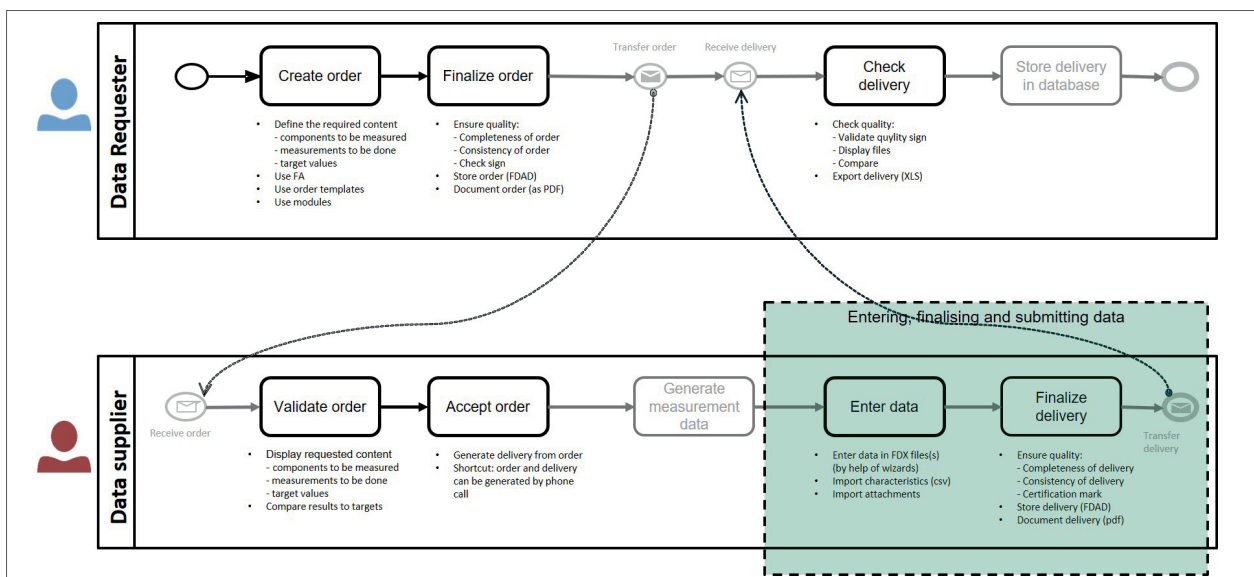 Data Requester
Transfer order
Receive delivery
Create order
Finalize order
Check
delivery
Store delivery
in database
• Define the required content
- components to be measured
- measurements to be done
- target values
• Use FA
• Use order templates
• Use modules
• Ensure quality:
- Completeness of order
- Consistency of order
- Check sign
• Store order (FDAD)
• Document order (as PDF)
• Check quality:
- Validate quylity sign
- Display files
- Compare
• Export delivery (XLS)
Entering, finalising and submitting data
Data supplier
Receive order
Validate order
Accept order
Generate
measurement
data
Enter data
Finalize
delivery
Transfer
delivery
• Display requested content
- components to be measured
- measurements to be done
- target values
• Compare results to targets
• Generate delivery from order
• Shortcut: order and delivery
can be generated by phone
call
• Enter data in FDX files(s)
(by help of wizards)
• Import characteristics (csv)
• Import attachments
• Ensure quality:
- Completeness of delivery
- Consistency of delivery
- Certification mark
• Store delivery (FDAD)
• Document delivery (pdf)